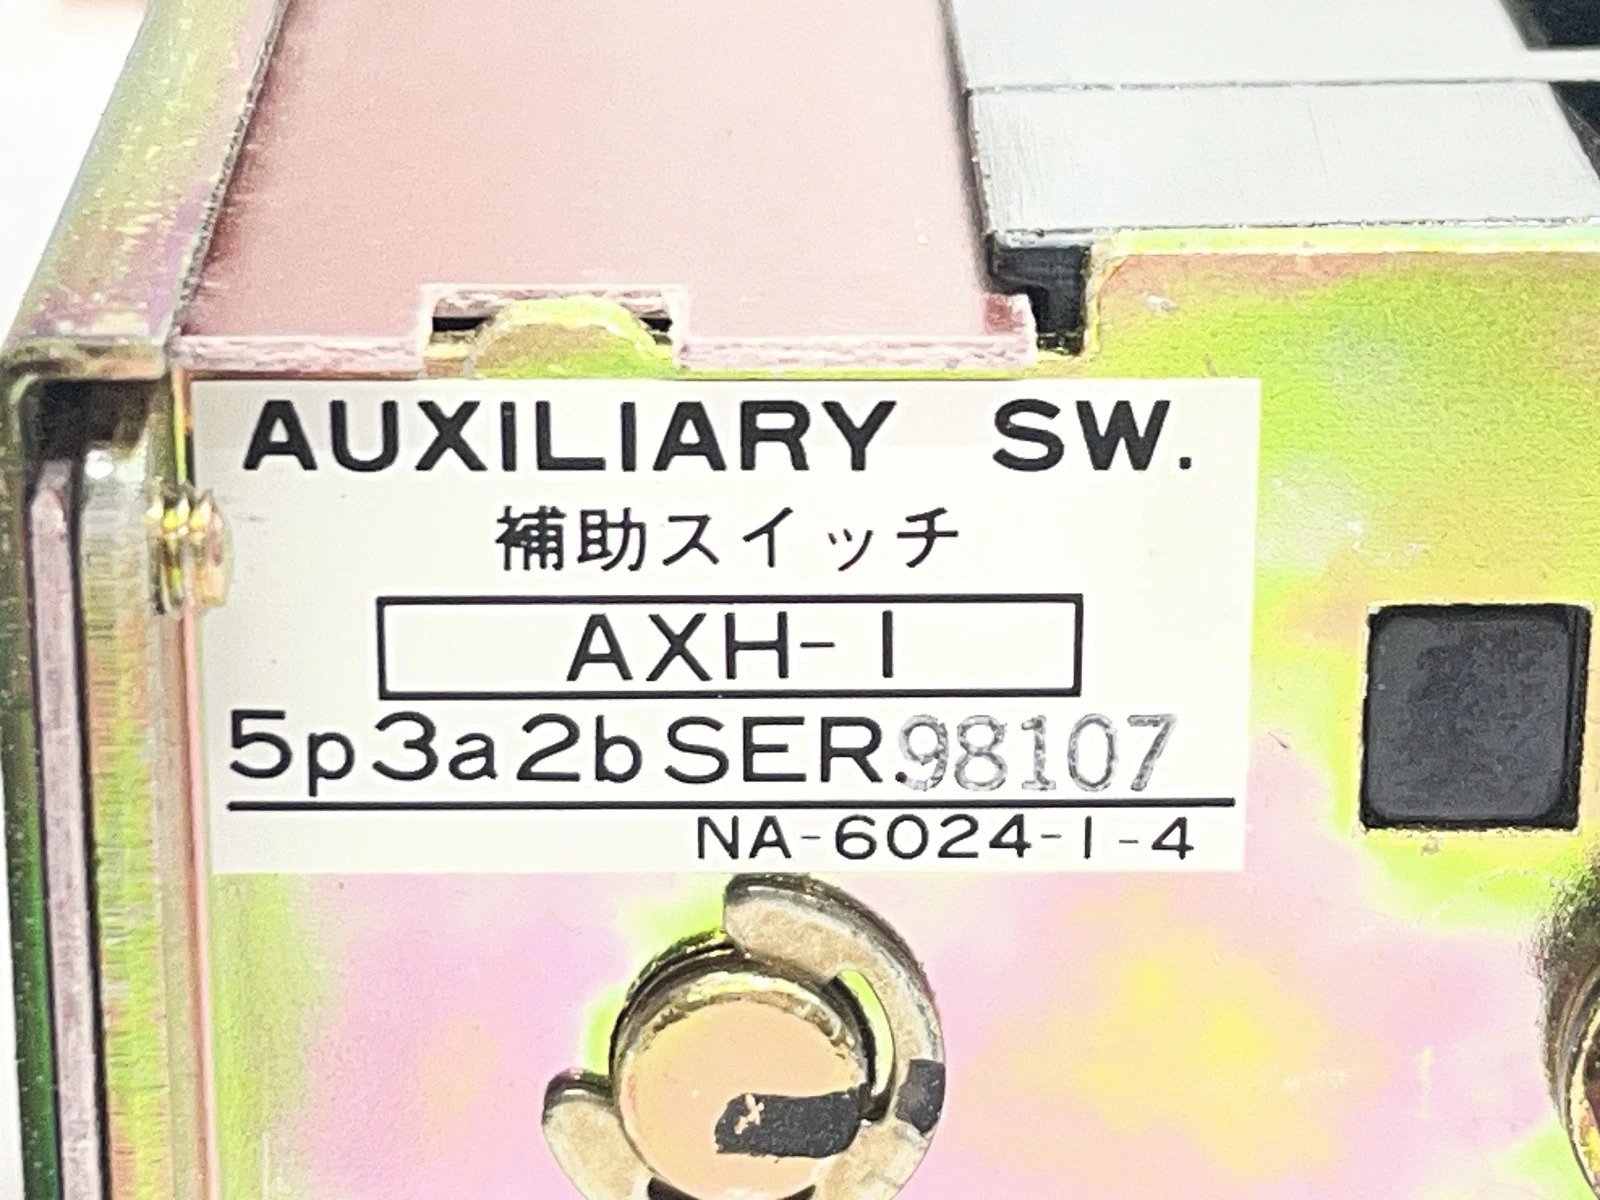 AUXILIARY SW.
補助スイッチ
AXH-1
5p3a2bSER.98107
NA-6024-1-4